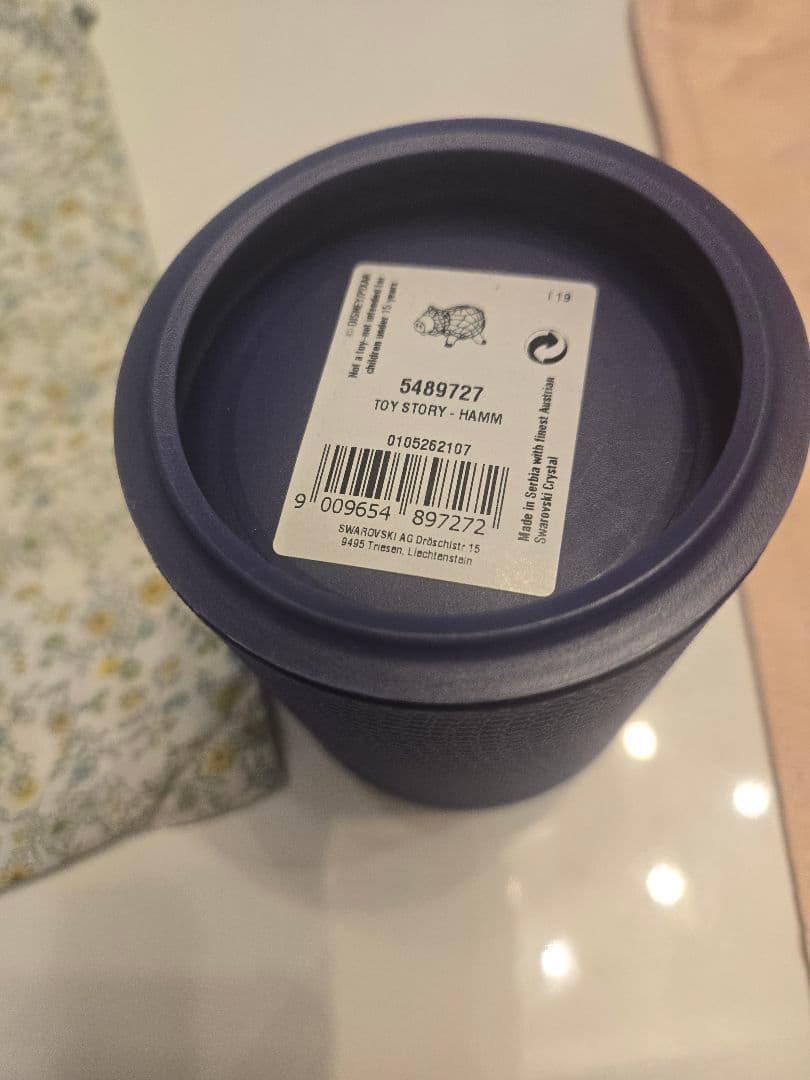 © DISNEY/PIXAR
Not a toy - not intended for
children under 15 years
I 19
5489727
TOY STORY - HAMM
0105262107
9 009654 897272
SWAROVSKI AG Dröschistr 15
9495 Triesen, Liechtenstein
Made in Serbia with finest Austrian
Swarovski Crystal